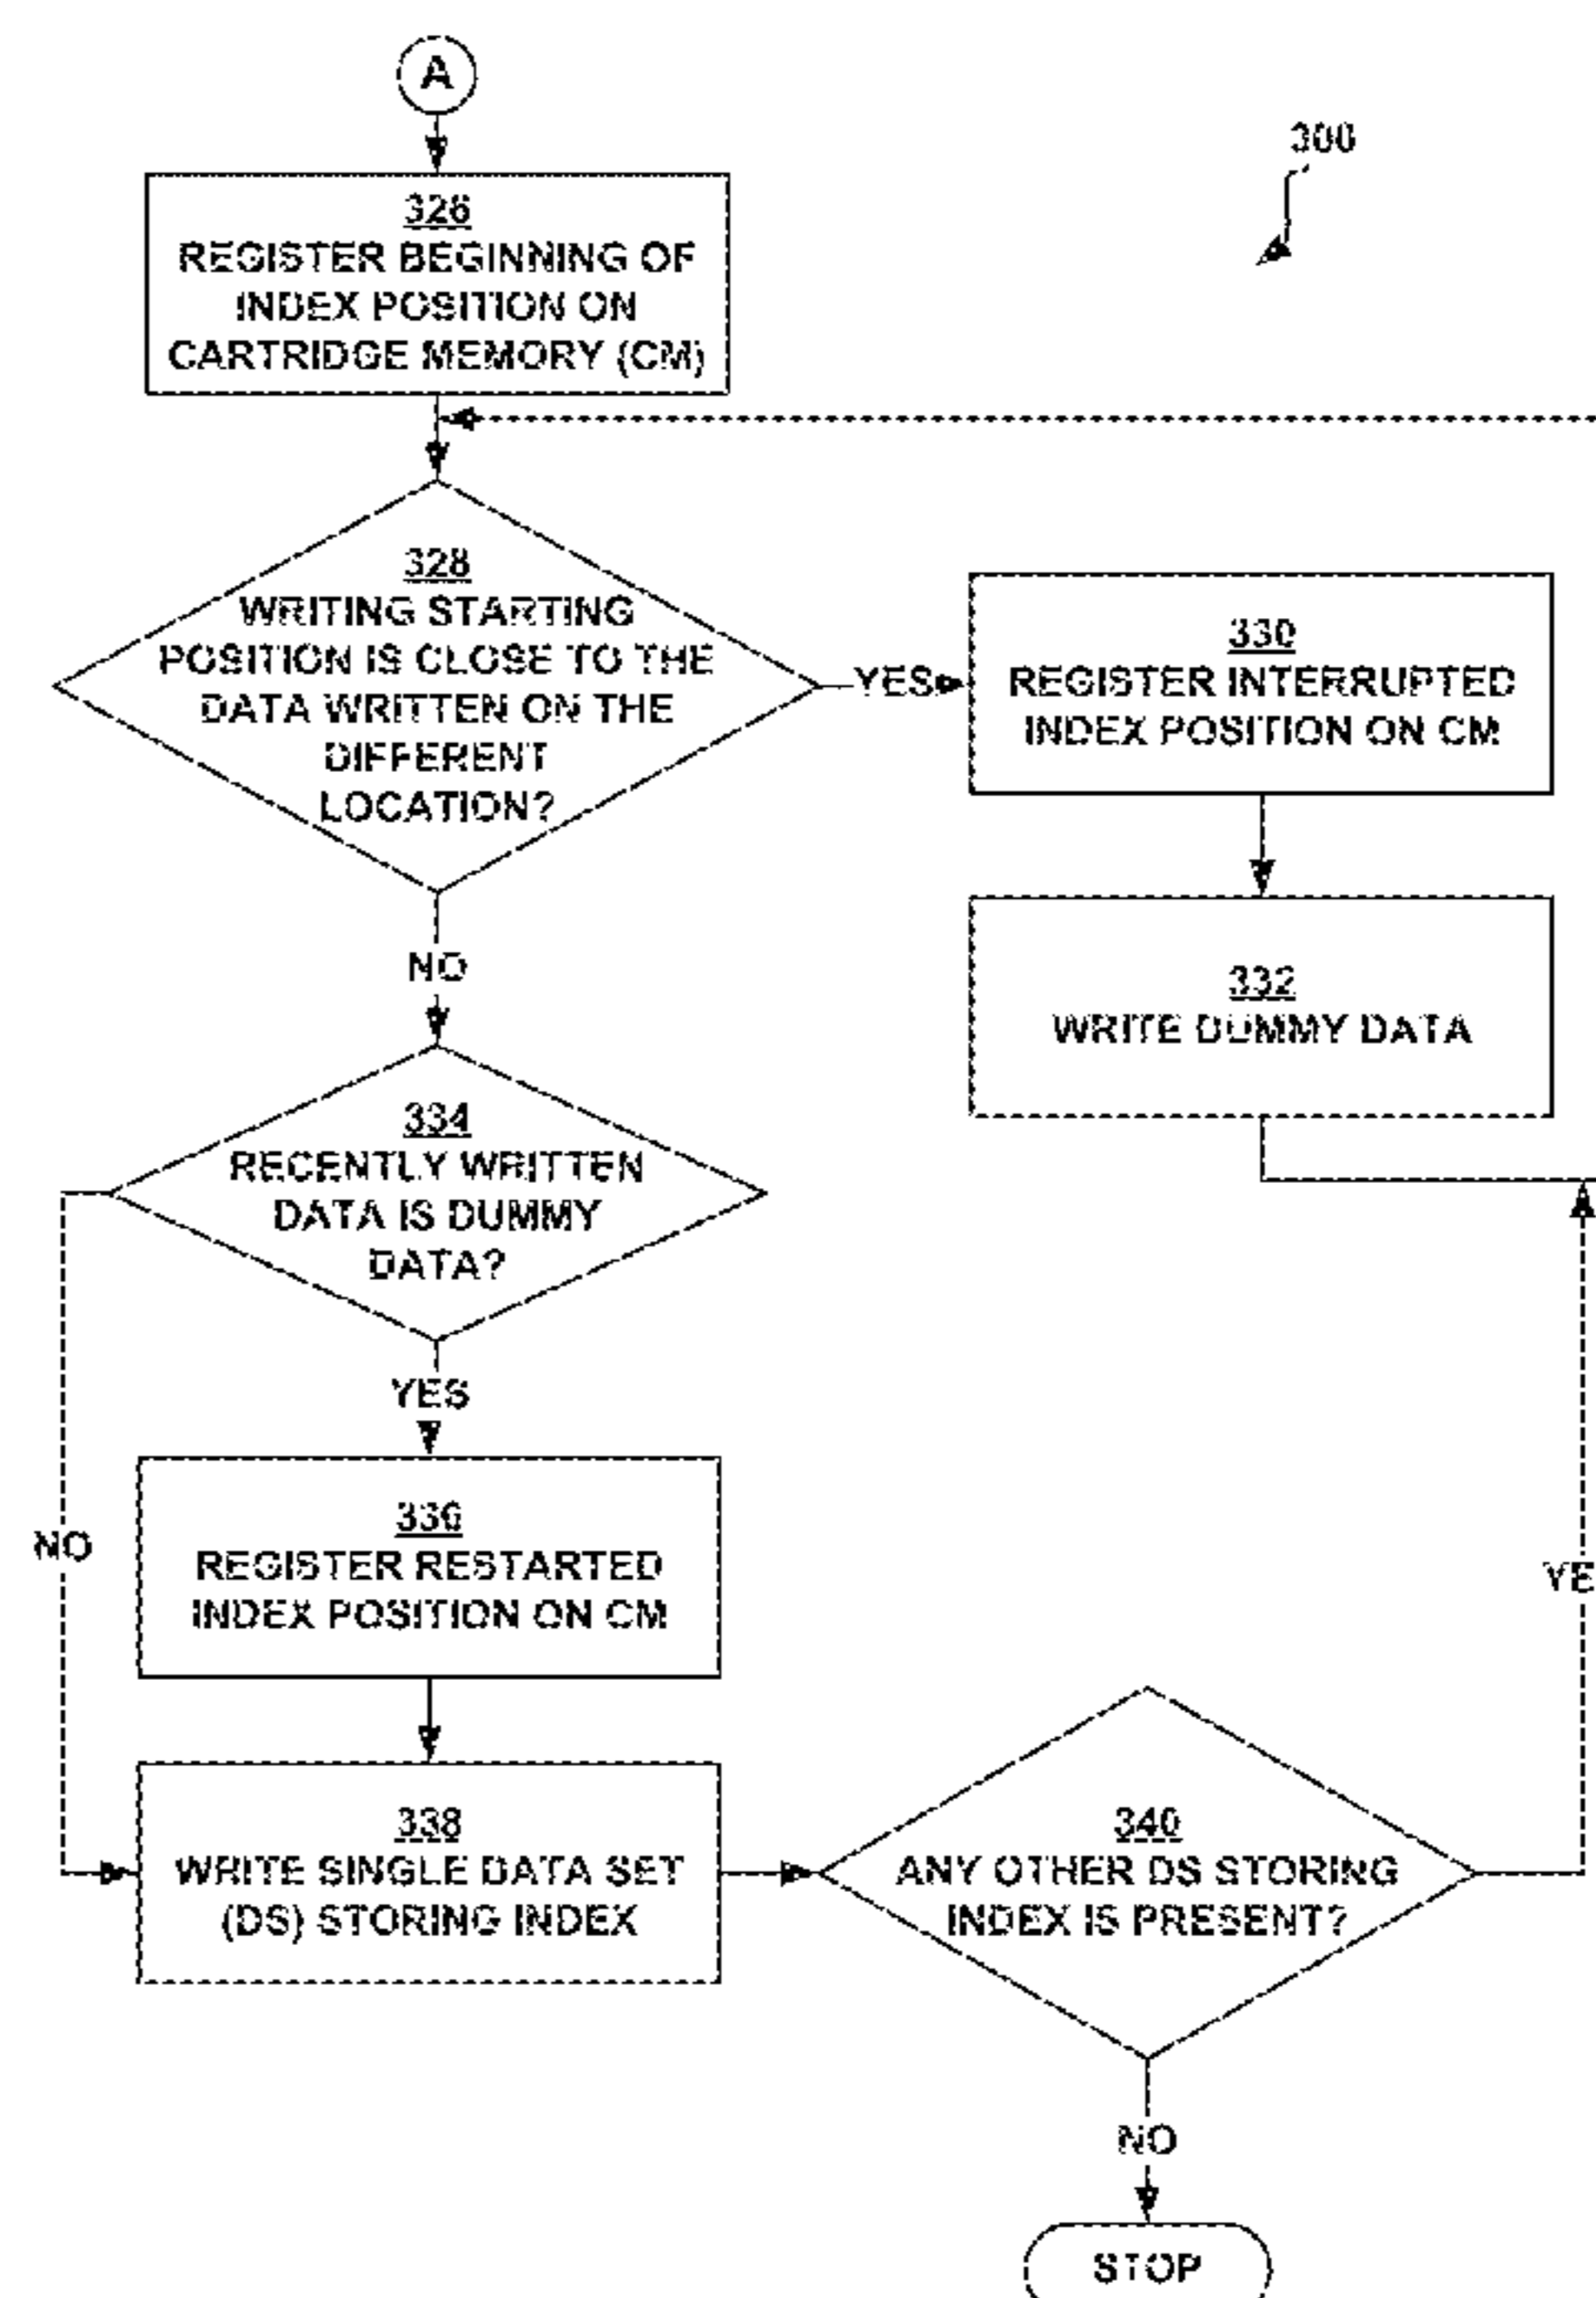 A
300
326
REGISTER BEGINNING OF
INDEX POSITION ON
CARTRIDGE MEMORY (CM)
328
WRITING STARTING
POSITION IS CLOSE TO THE
DATA WRITTEN ON THE
DIFFERENT
LOCATION?
YES
330
REGISTER INTERRUPTED
INDEX POSITION ON CM
NO
332
WRITE DUMMY DATA
334
RECENTLY WRITTEN
DATA IS DUMMY
DATA?
YES
NO
336
REGISTER RESTARTED
INDEX POSITION ON CM
YE
338
WRITE SINGLE DATA SET
(DS) STORING INDEX
340
ANY OTHER DS STORING
INDEX IS PRESENT?
NO
STOP